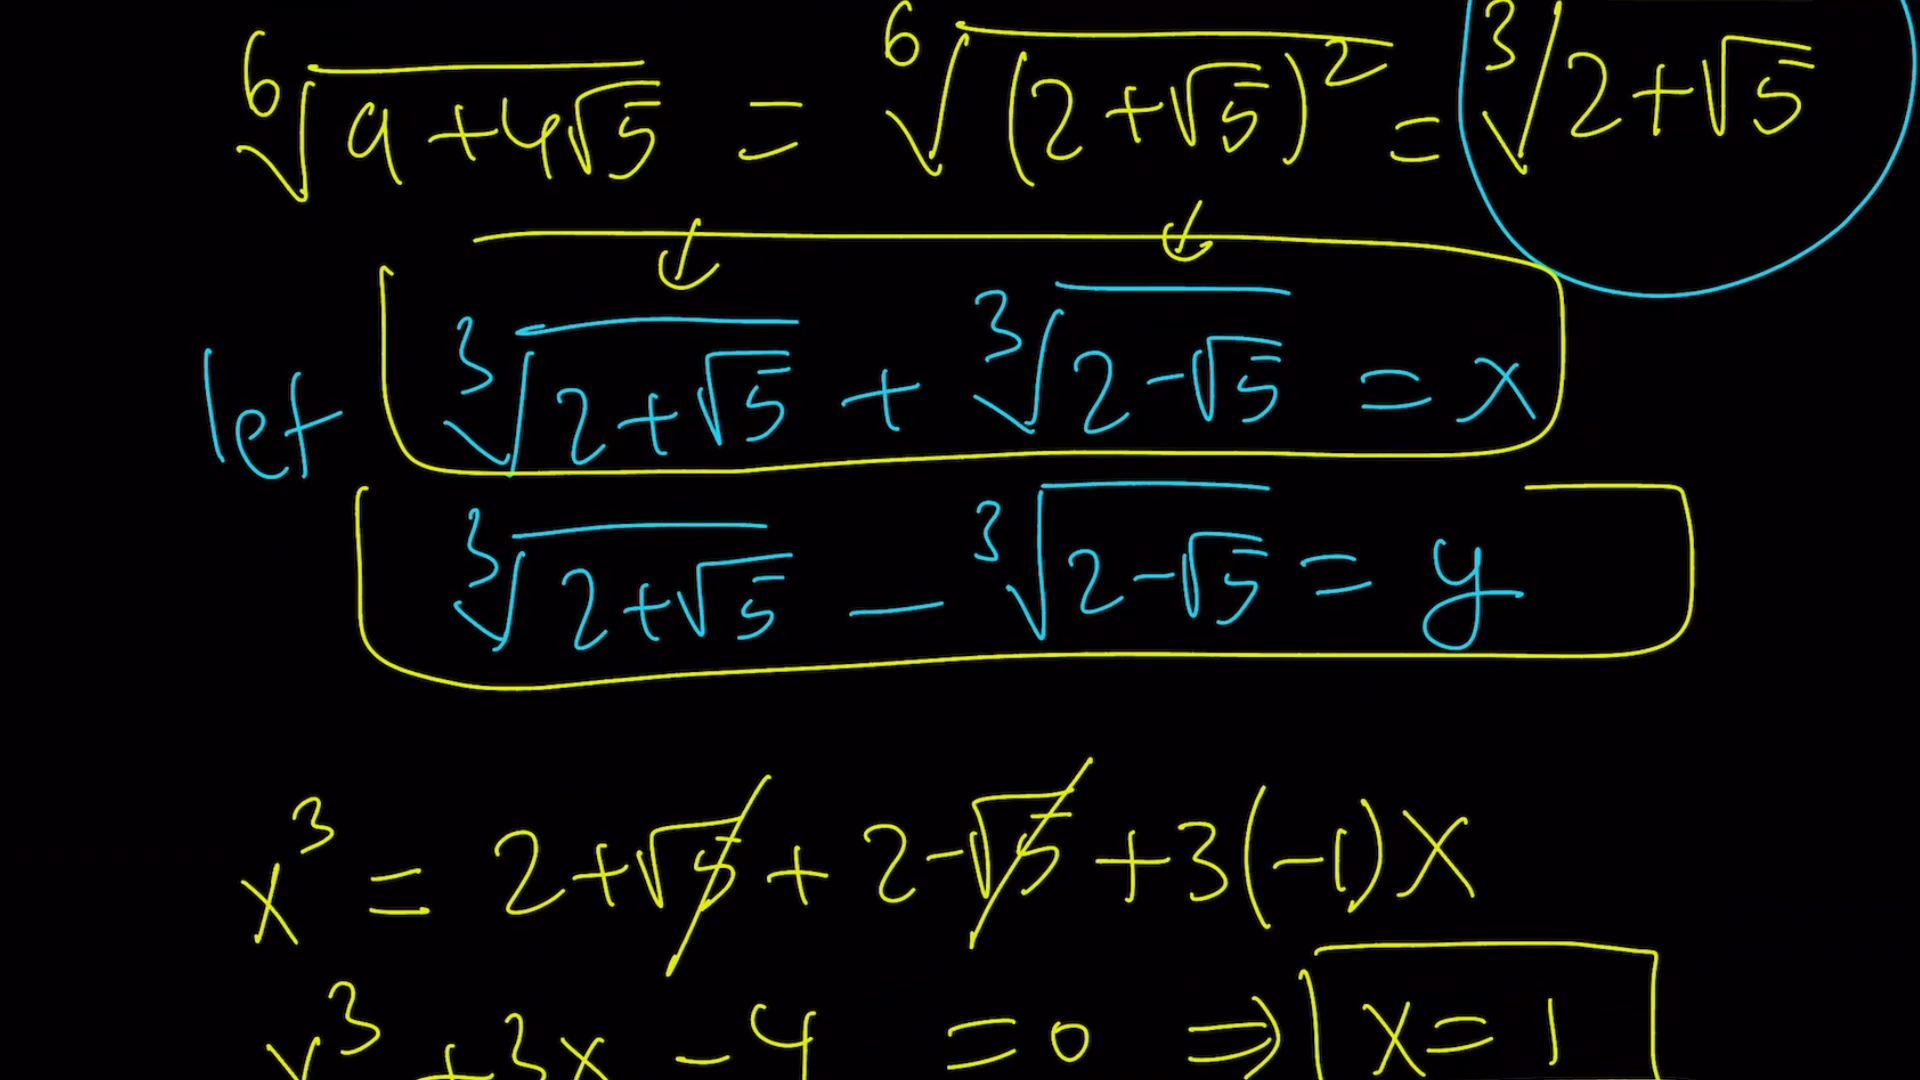 ⁶√(9+4√5) = ⁶√((2+√5)²) = ³√2+√5
let ³√(2+√5) + ³√(2-√5) = x
³√(2+√5) - ³√(2-√5) = y
x³ = 2+√5 + 2-√5 + 3(-1)x
x³ + 3x - 4 = 0 ⇒ x = 1